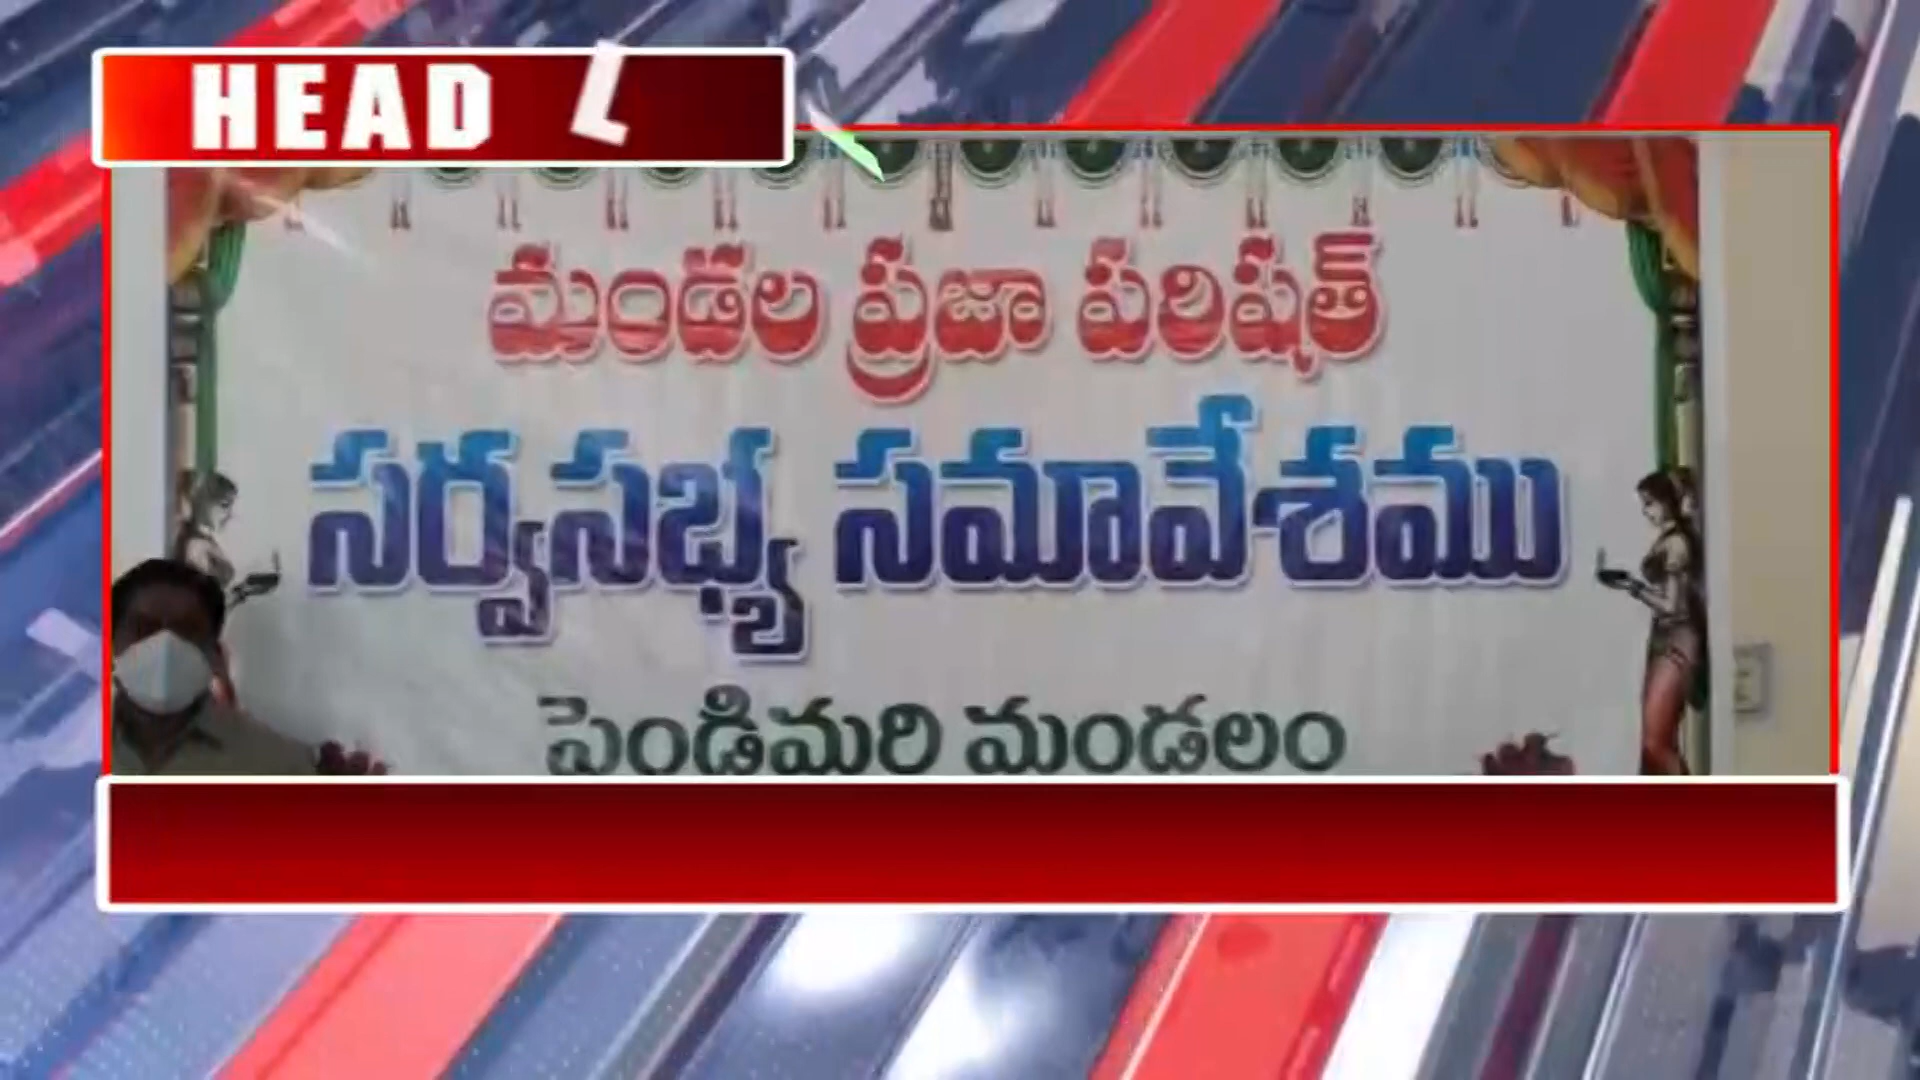 HEAD L
మండల ప్రజా పరిషత్
సర్వసభ్య సమావేశము
పెండ్లిమర్రి మండలం